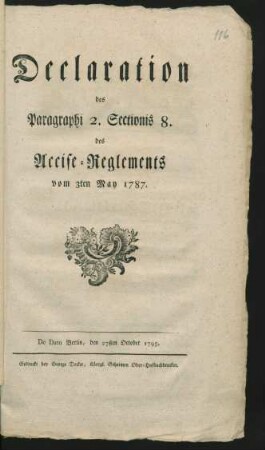 116
Declaration
des
Paragraphi 2. Sectionis 8.
des
Accise-Reglements
vom 3ten May 1787.
De Dato Berlin, den 27sten October 1795.
Gedruckt bey George Decker, Königl. Geheimen Ober-Hofbuchdrucker.